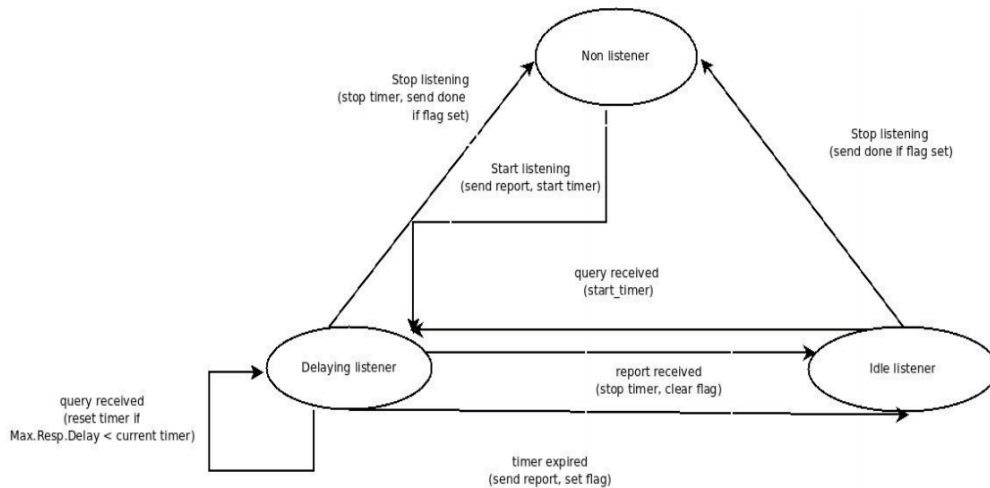 Non listener
Stop listening
(stop timer, send done
if flag set)
Stop listening
(send done if flag set)
Start listening
(send report, start timer)
query received
(start_timer)
Delaying listener
Idle listener
report received
(stop timer, clear flag)
query received
(reset timer if
Max.Resp.Delay < current timer)
timer expired
(send report, set flag)